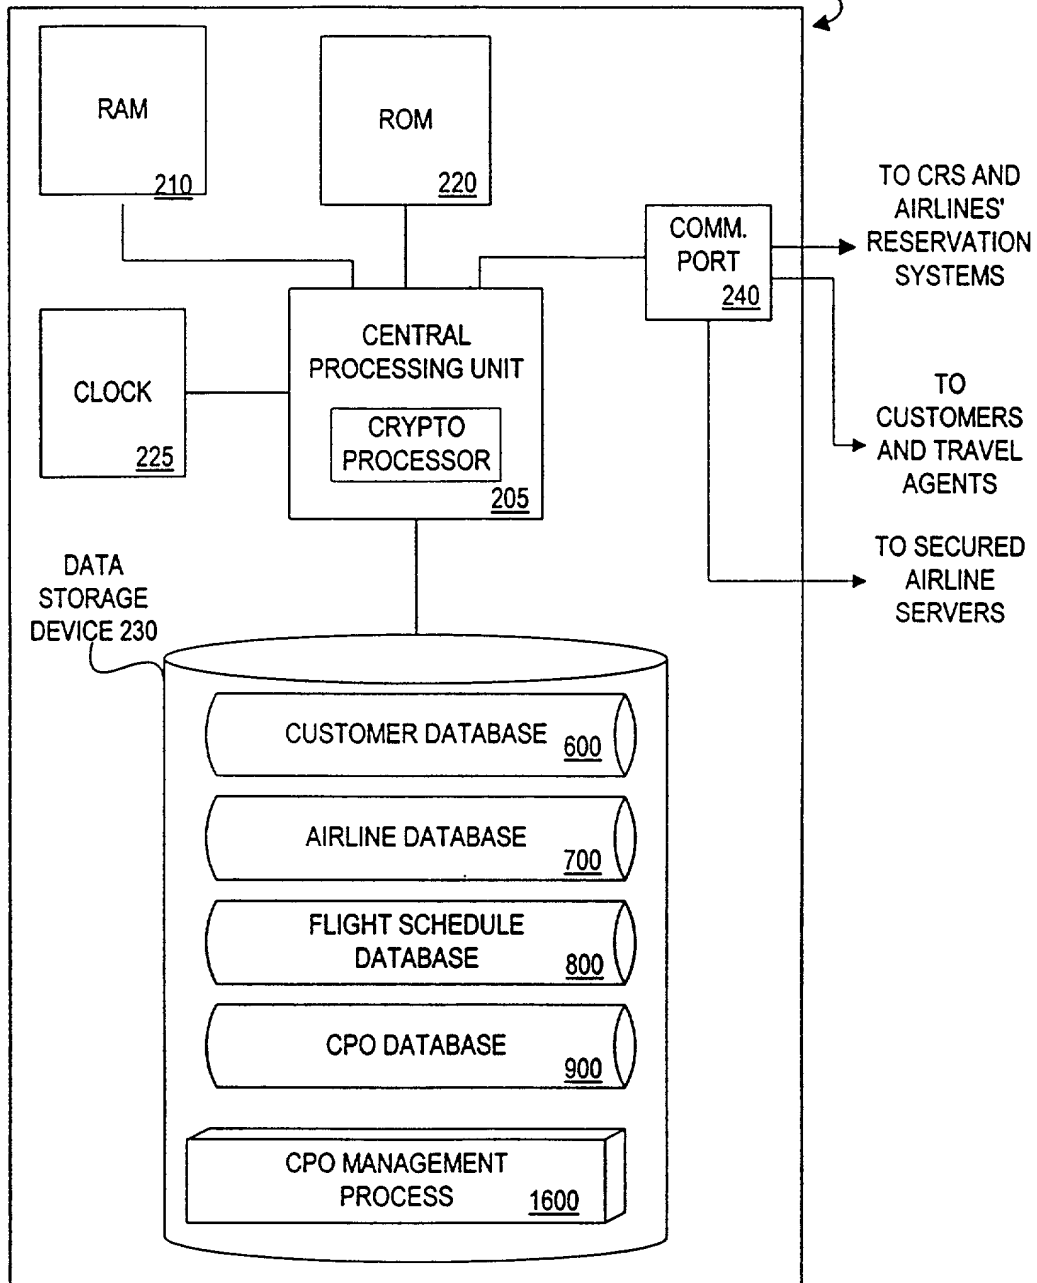 RAM
210
ROM
220
COMM.
PORT
240
TO CRS AND
AIRLINES'
RESERVATION
SYSTEMS
CLOCK
225
CENTRAL
PROCESSING UNIT
CRYPTO
PROCESSOR
205
TO
CUSTOMERS
AND TRAVEL
AGENTS
TO SECURED
AIRLINE
SERVERS
DATA
STORAGE
DEVICE 230
CUSTOMER DATABASE
600
AIRLINE DATABASE
700
FLIGHT SCHEDULE
DATABASE
800
CPO DATABASE
900
CPO MANAGEMENT
PROCESS
1600